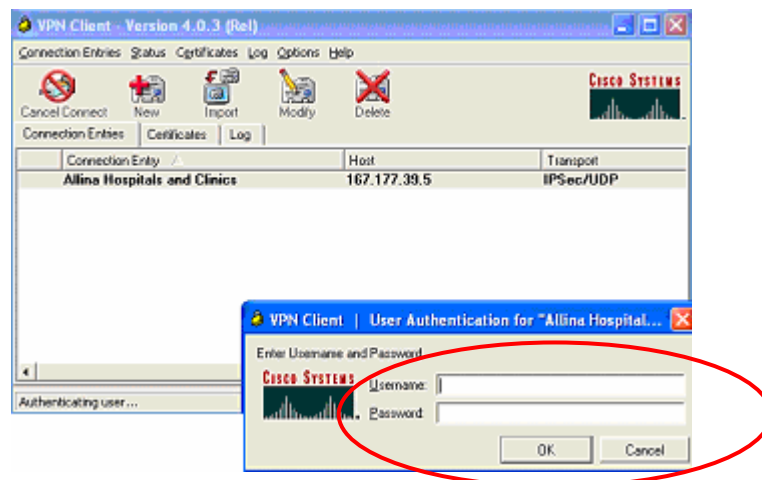 VPN Client - Version 4.0.3 (Rel)
Connection Entries Status Certificates Log Options Help
Cancel Connect New Import Modify Delete
CISCO SYSTEMS
Connection Entries Certificates Log
Connection Entry Host Transport
Allina Hospitals and Clinics 167.177.39.5 IPSec/UDP
VPN Client | User Authentication for "Allina Hospital...
Enter Username and Password
CISCO SYSTEMS
Username:
Password:
OK Cancel
Authenticating user...